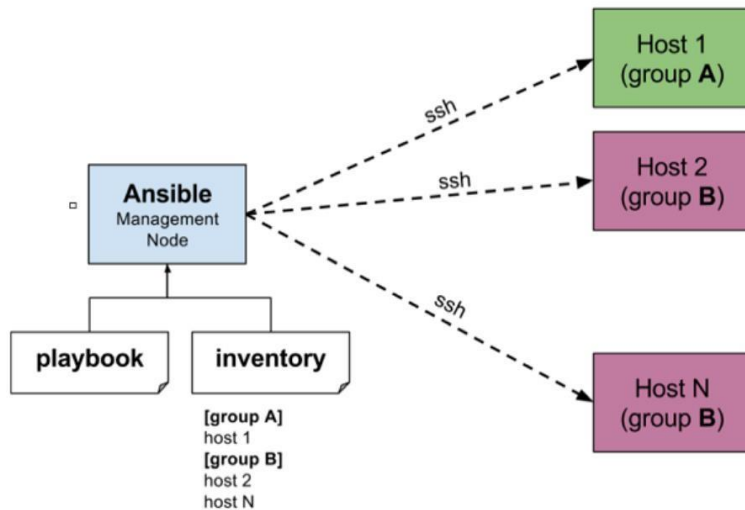 Host 1
(group A)
ssh
Host 2
(group B)
ssh
Ansible
Management
Node
ssh
playbook
inventory
Host N
(group B)
[group A]
host 1
[group B]
host 2
host N